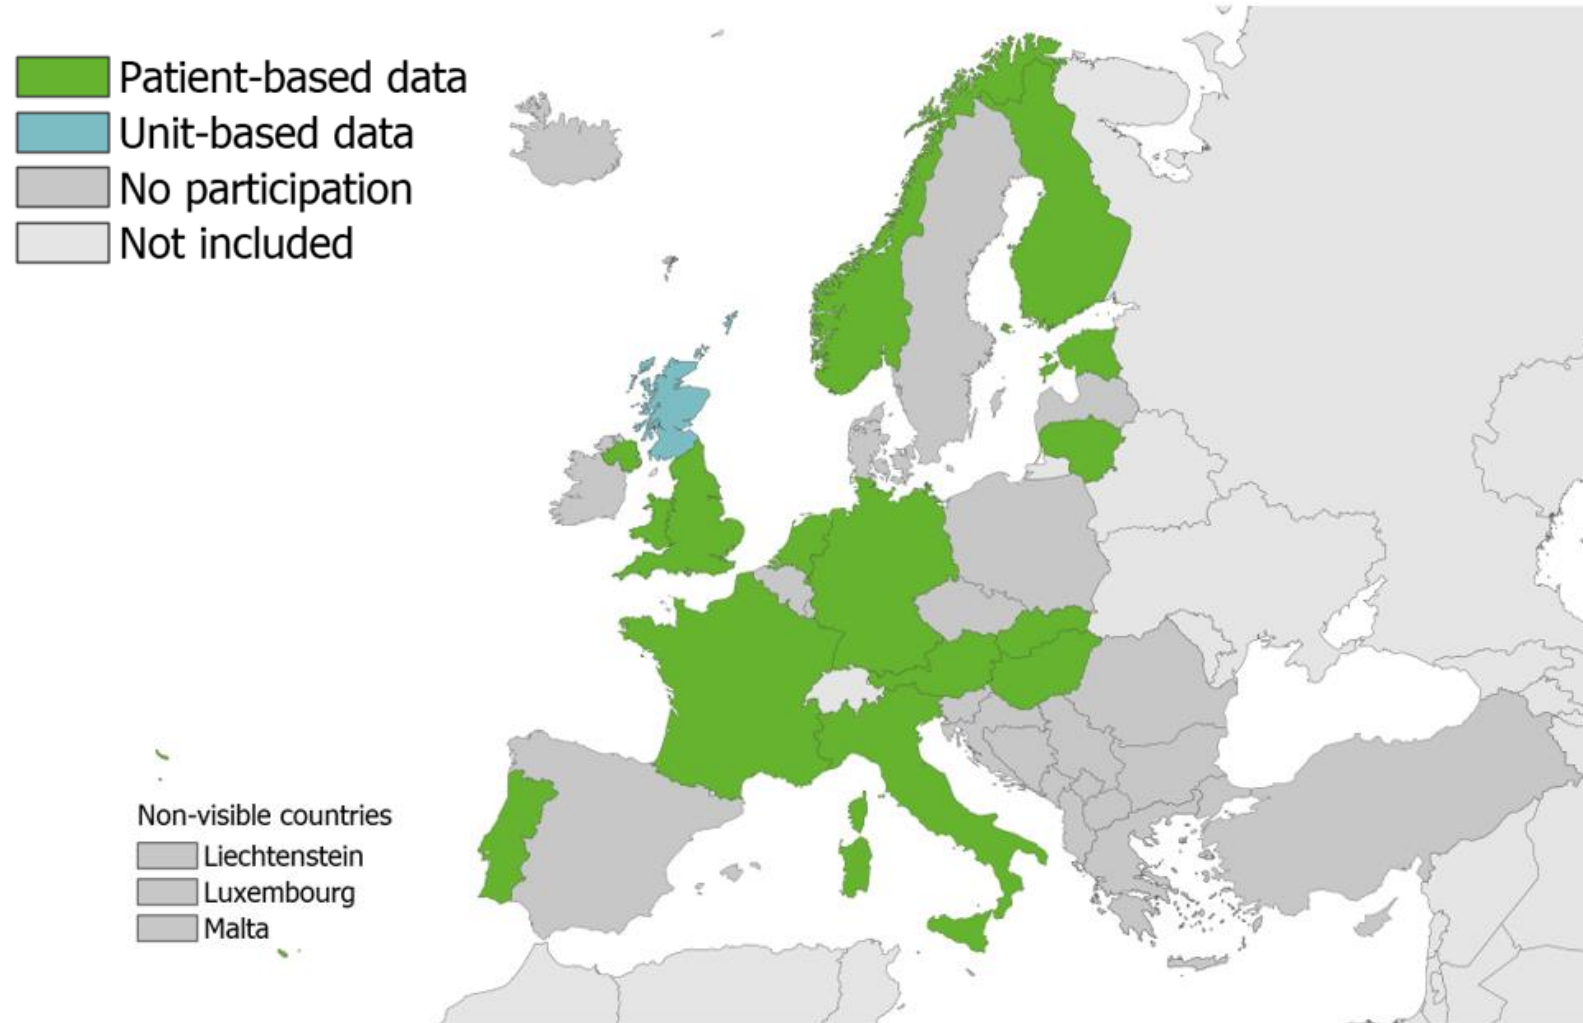 Patient-based data
Unit-based data
No participation
Not included
Non-visible countries
Liechtenstein
Luxembourg
Malta